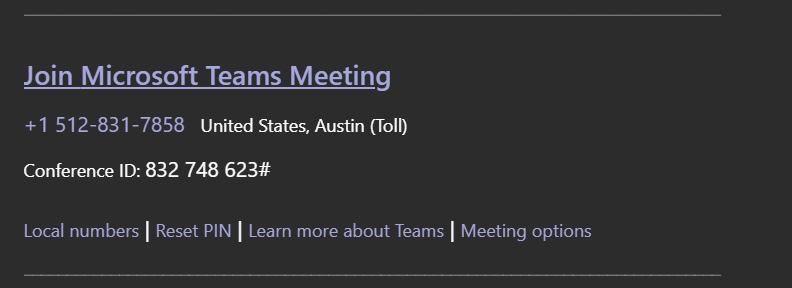 Join Microsoft Teams Meeting
+1 512-831-7858 United States, Austin (Toll)
Conference ID: 832 748 623#
Local numbers | Reset PIN | Learn more about Teams | Meeting options